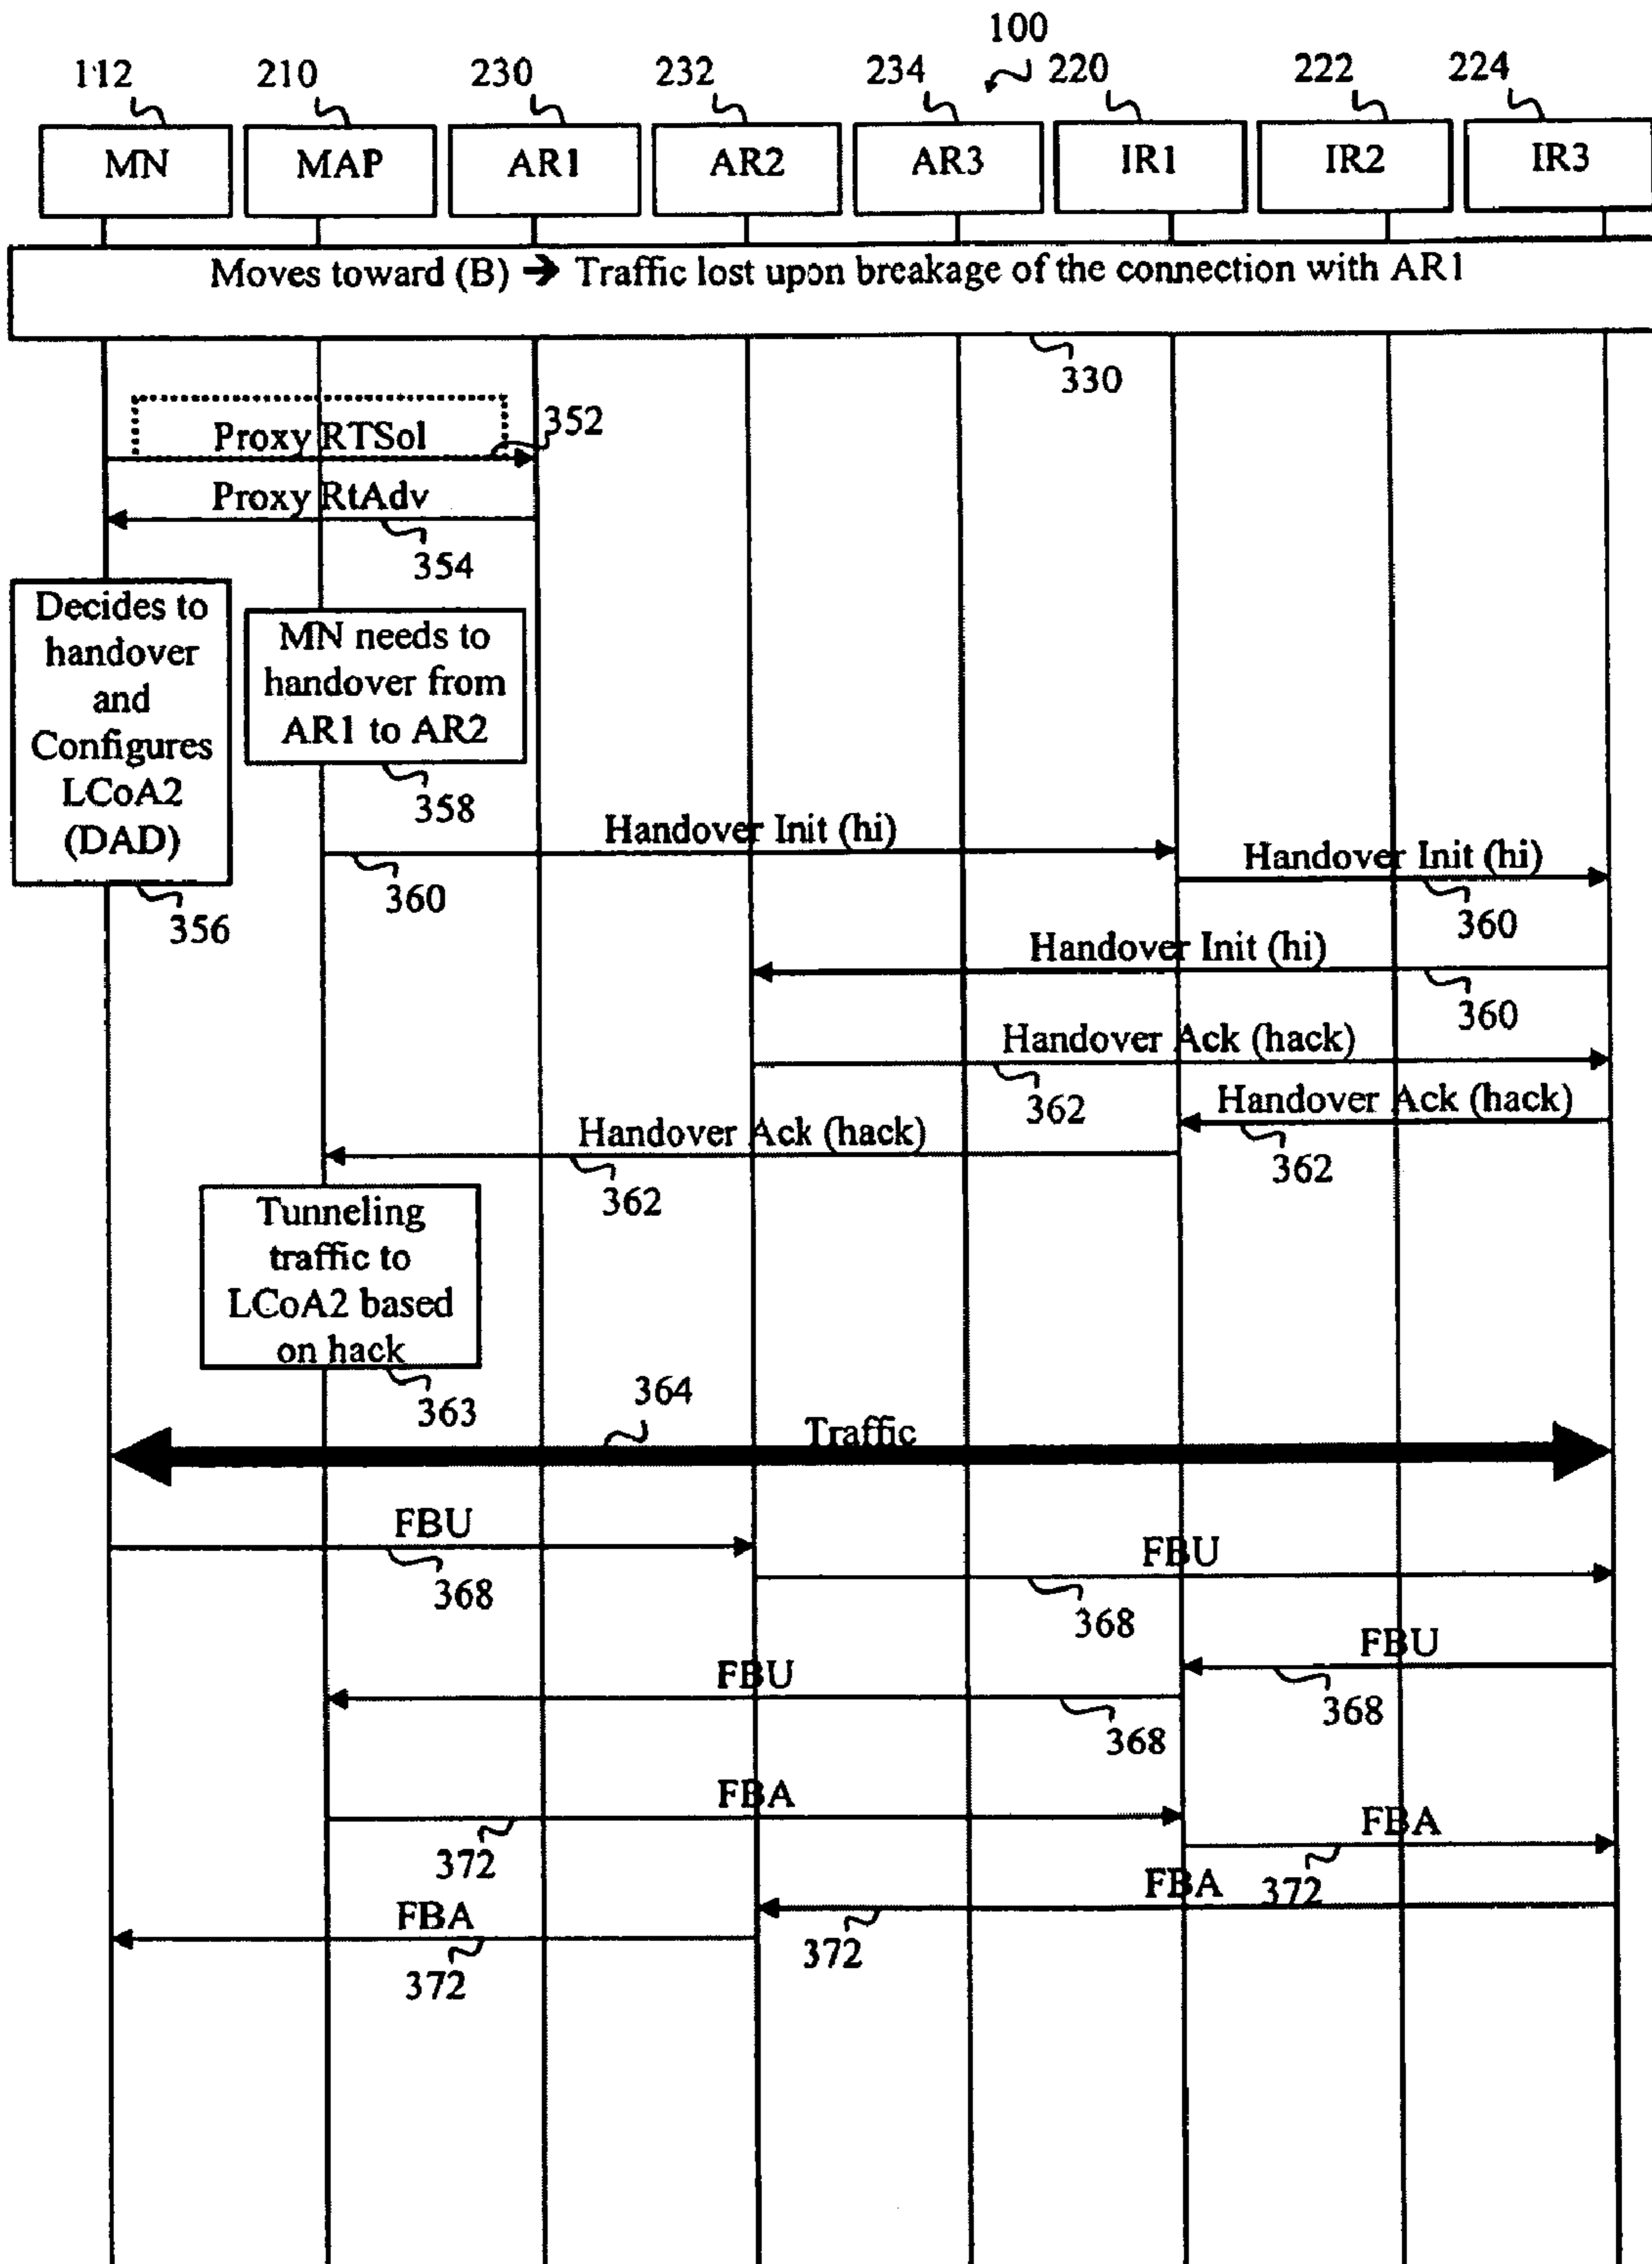 100
112 210 230 232 234 220 222 224
MN MAP AR1 AR2 AR3 IR1 IR2 IR3
Moves toward (B) → Traffic lost upon breakage of the connection with AR1
330
Proxy RTSol 352
Proxy RtAdv
354
Decides to
handover
and
Configures
LCoA2
(DAD)
356
MN needs to
handover from
AR1 to AR2
358
Handover Init (hi)
360
Handover Init (hi)
360
Handover Init (hi)
360
Handover Ack (hack)
362
Handover Ack (hack)
362
Handover Ack (hack)
362
Tunneling
traffic to
LCoA2 based
on hack
363
364
Traffic
FBU
368
FBU
368
FBU
368
FBU
368
FBA
372
FBA
372
FBA
372
FBA
372